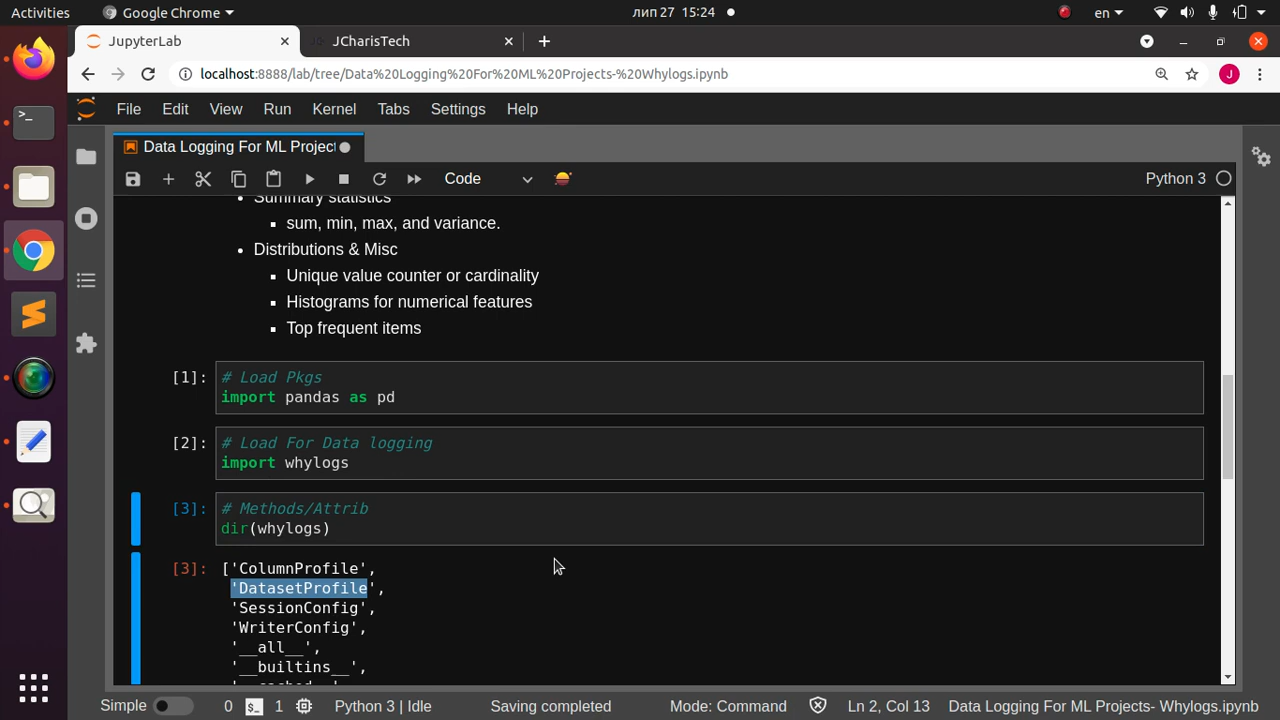 Activities Google Chrome лип 27 15:24 en
JupyterLab JCharisTech
localhost:8888/lab/tree/Data%20Logging%20For%20ML%20Projects-%20Whylogs.ipynb J
File Edit View Run Kernel Tabs Settings Help
Data Logging For ML Project
Code Python 3
Summary statistics
sum, min, max, and variance.
Distributions & Misc
Unique value counter or cardinality
Histograms for numerical features
Top frequent items
[1]: # Load Pkgs
import pandas as pd
[2]: # Load For Data logging
import whylogs
[3]: # Methods/Attrib
dir(whylogs)
[3]: ['ColumnProfile',
'DatasetProfile',
'SessionConfig',
'WriterConfig',
'__all__',
'__builtins__',
'__cached__',
Simple 0 1 Python 3 | Idle Saving completed Mode: Command Ln 2, Col 13 Data Logging For ML Projects- Whylogs.ipynb